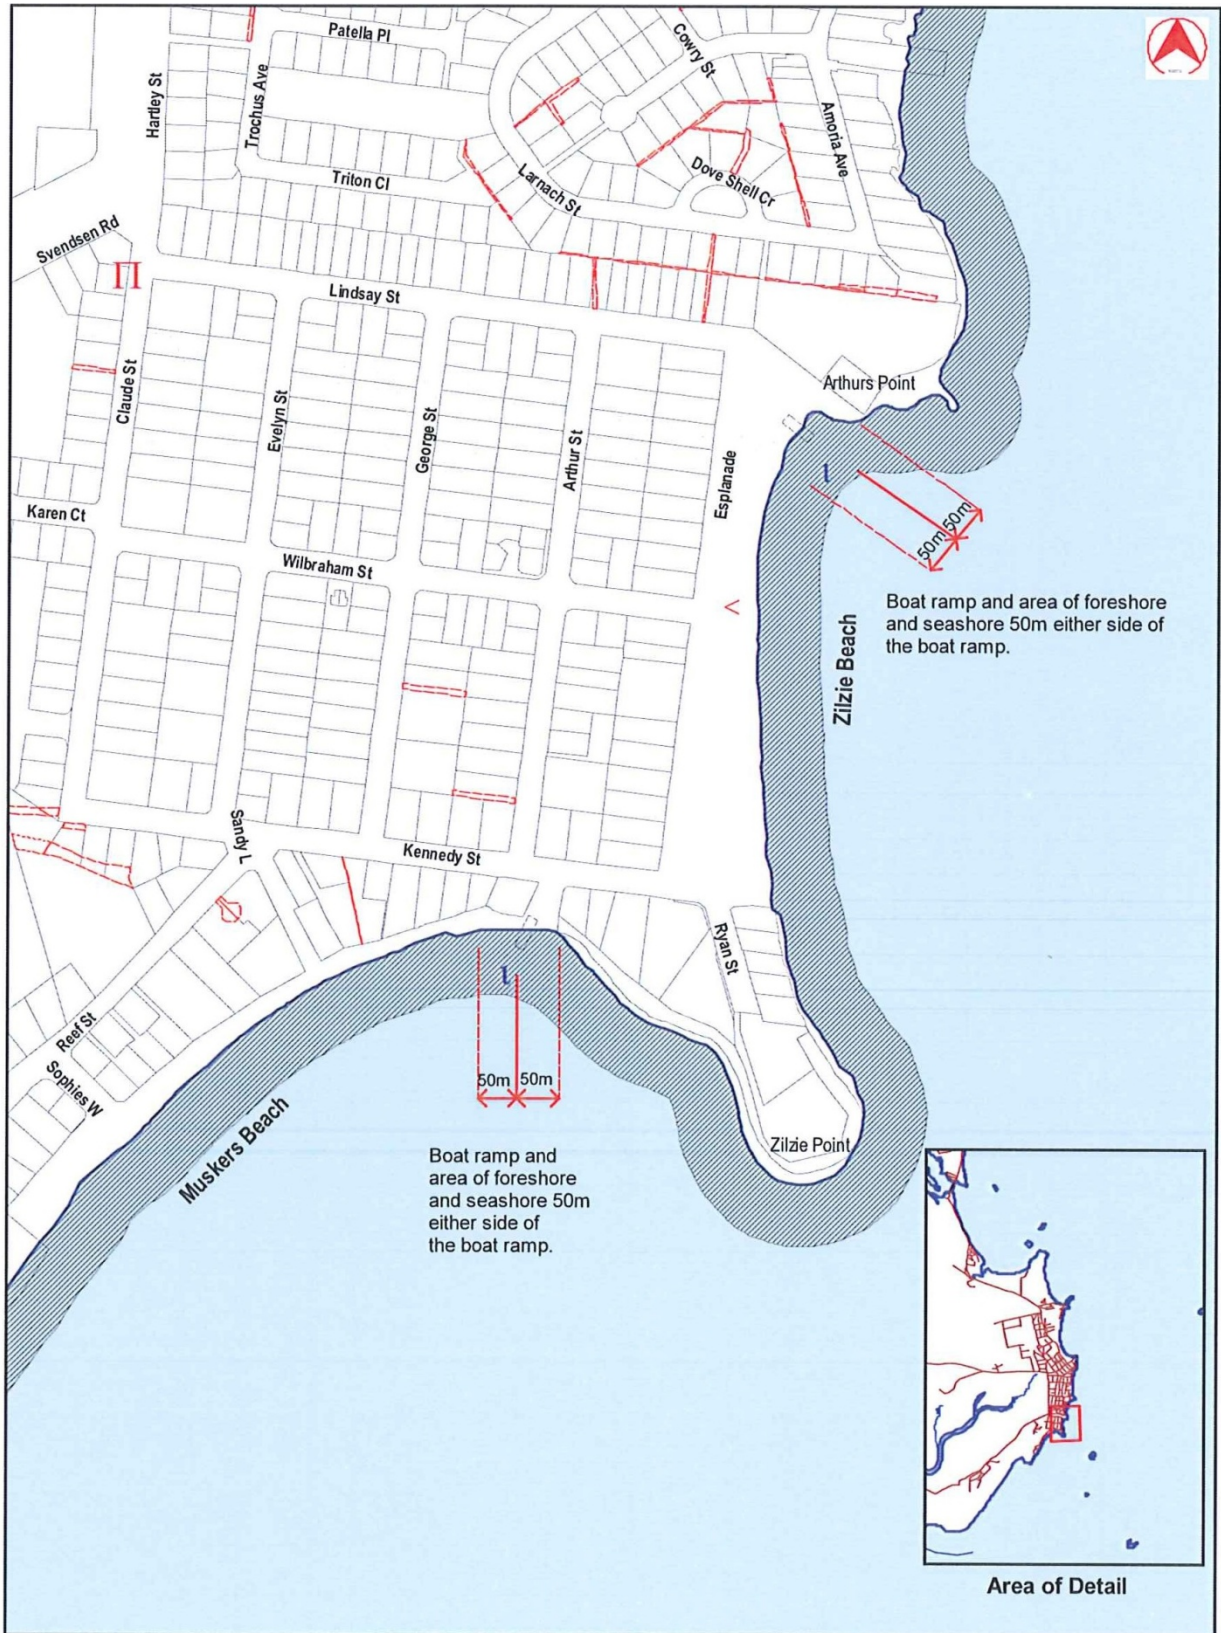 Patella Pl
Cowry St
Hartley St
Trochus Ave
Amoria Ave
Triton Cl
Larnach St
Dove Shell Cr
Svendsen Rd
Lindsay St
Arthurs Point
Claude St
Evelyn St
George St
Arthur St
Esplanade
Karen Ct
50m
50m
Wilbraham St
Boat ramp and area of foreshore
and seashore 50m either side of
the boat ramp.
Zilzie Beach
Sandy L
Kennedy St
Ryan St
Reef St
Sophies W
50m
50m
Muskers Beach
Zilzie Point
Boat ramp and
area of foreshore
and seashore 50m
either side of
the boat ramp.
Area of Detail